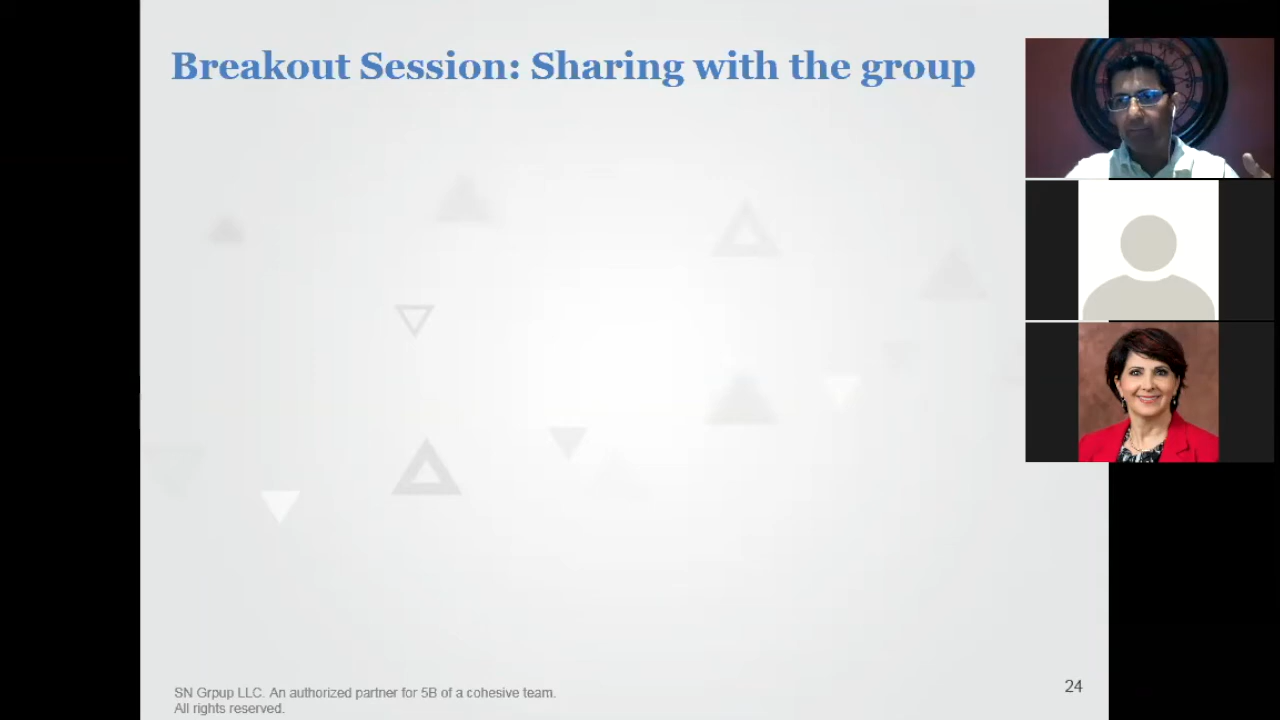 Breakout Session: Sharing with the group
SN Grpup LLC. An authorized partner for 5B of a cohesive team.
All rights reserved.
24